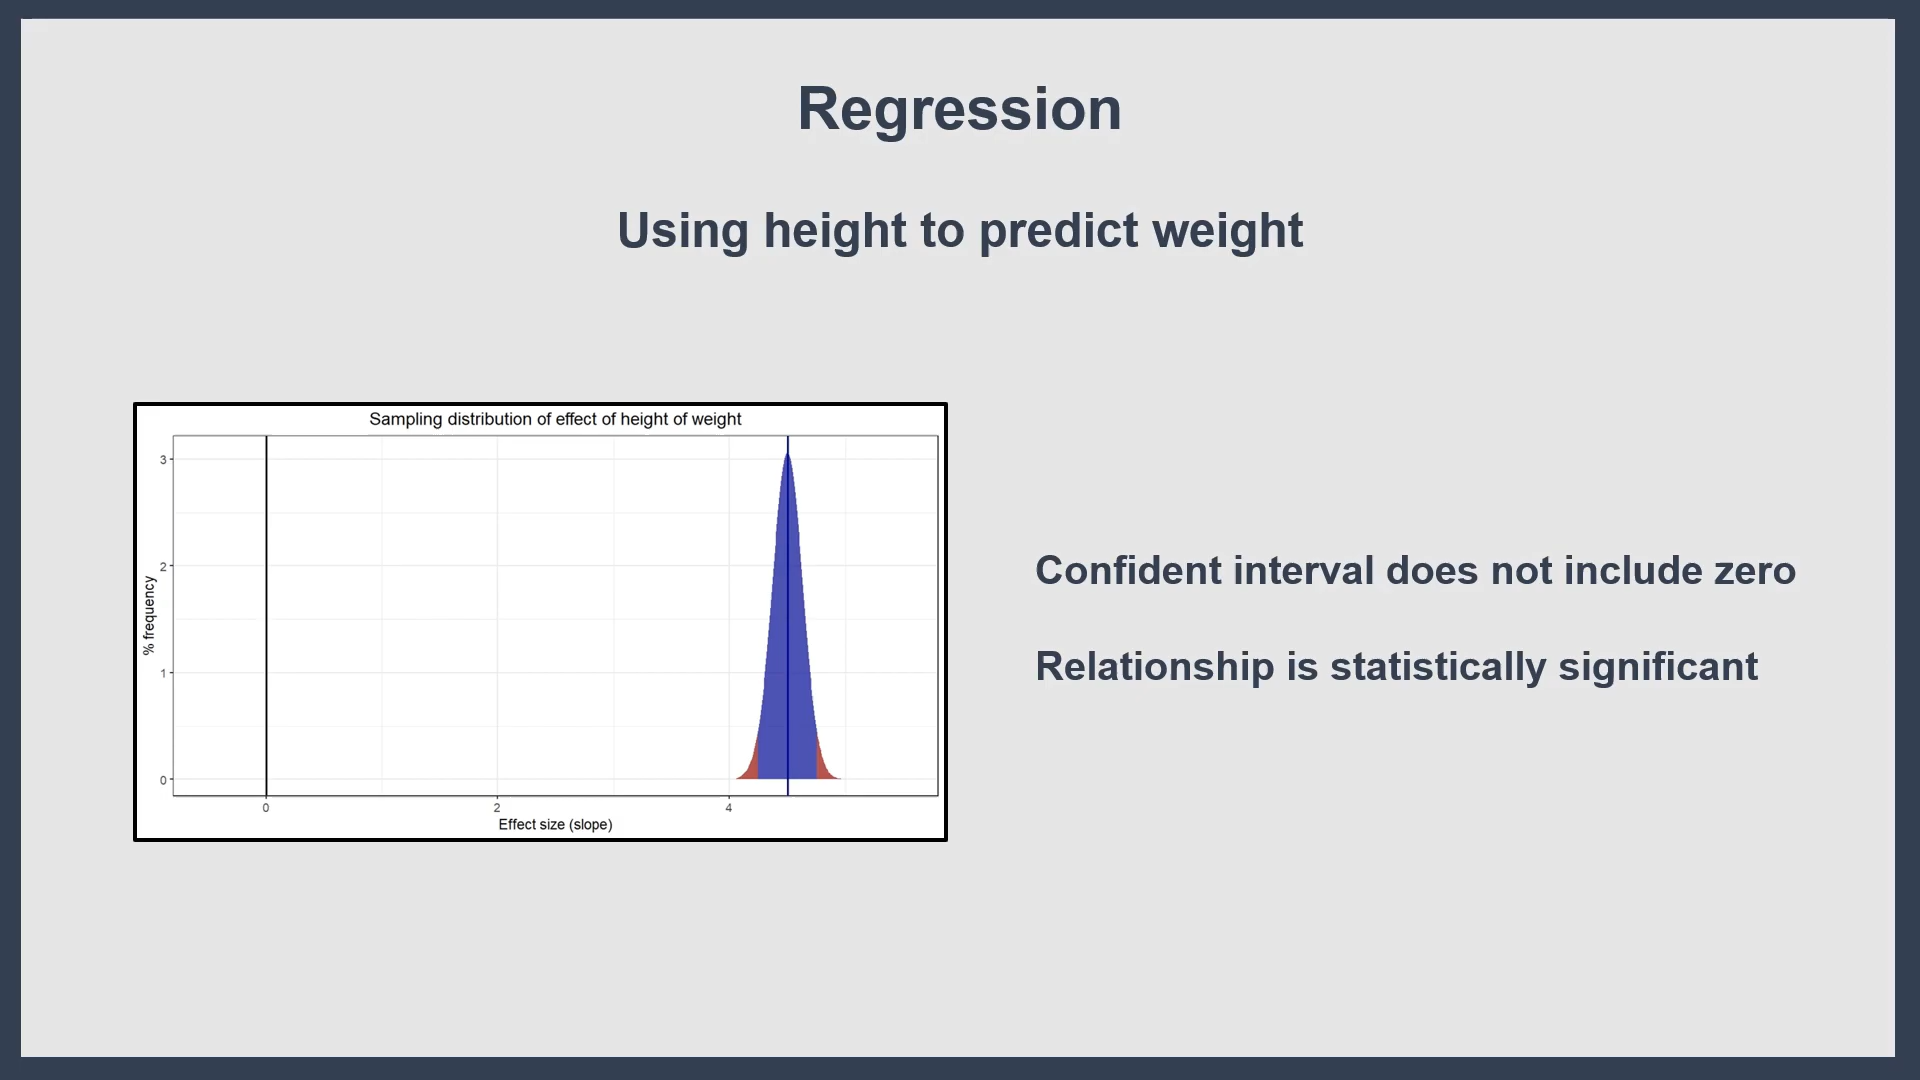 Regression
Using height to predict weight
Sampling distribution of effect of height of weight
3
2
1
0
% frequency
0 2 4
Effect size (slope)
Confident interval does not include zero
Relationship is statistically significant